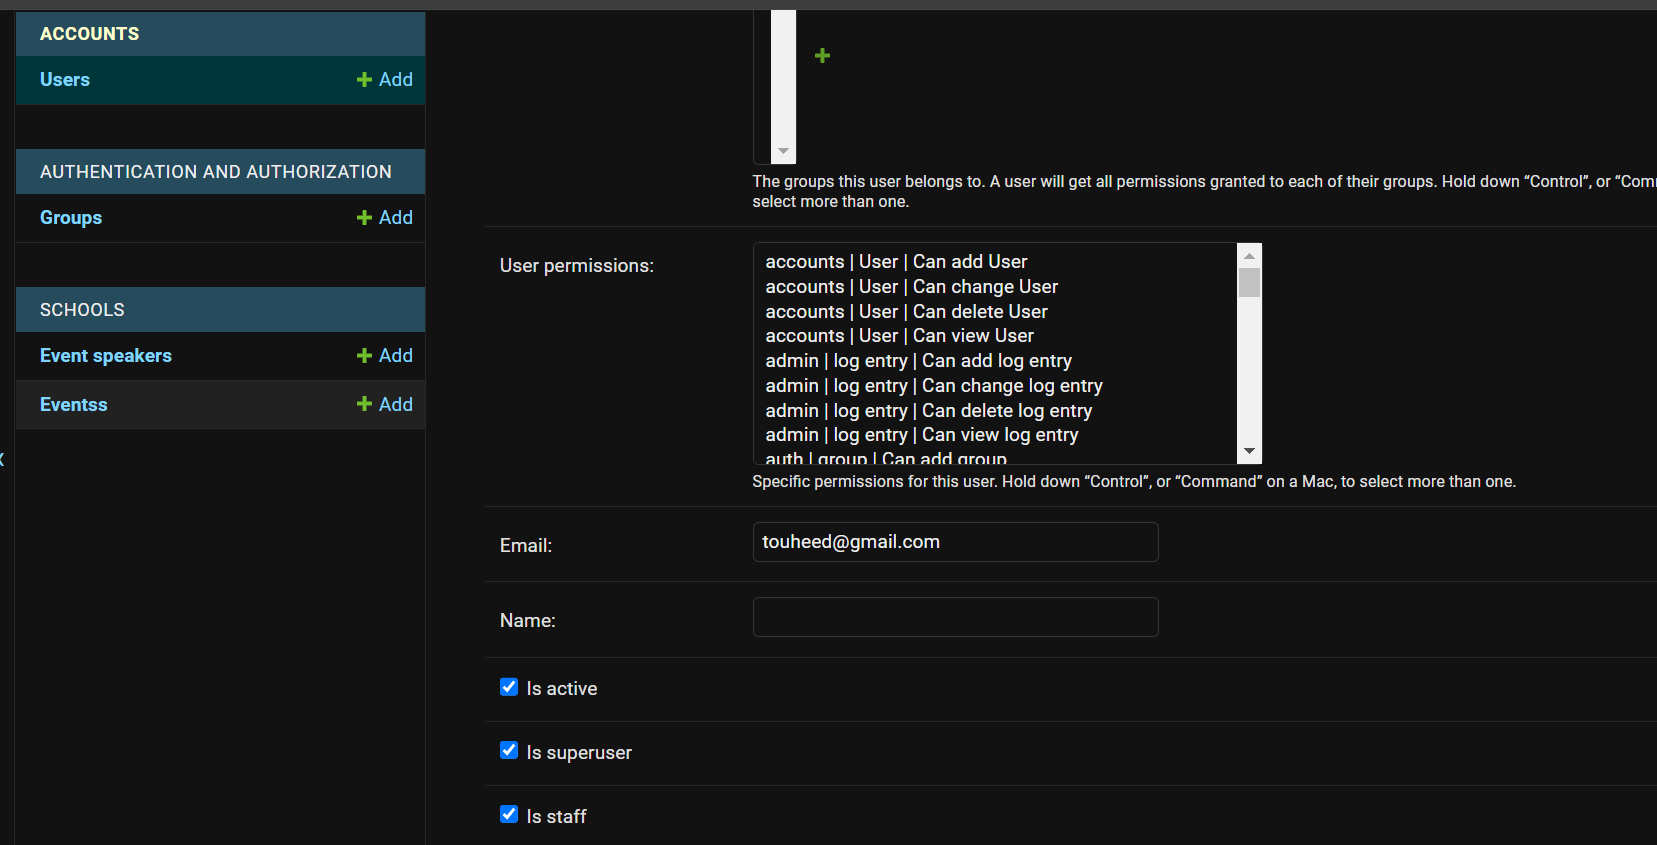 ACCOUNTS
Users
Add
AUTHENTICATION AND AUTHORIZATION
Groups
Add
SCHOOLS
Event speakers
Add
Eventss
Add
The groups this user belongs to. A user will get all permissions granted to each of their groups. Hold down “Control”, or “Com
select more than one.
User permissions:
accounts | User | Can add User
accounts | User | Can change User
accounts | User | Can delete User
accounts | User | Can view User
admin | log entry | Can add log entry
admin | log entry | Can change log entry
admin | log entry | Can delete log entry
admin | log entry | Can view log entry
auth | group | Can add group
Specific permissions for this user. Hold down “Control”, or “Command” on a Mac, to select more than one.
Email:
touheed@gmail.com
Name:
Is active
Is superuser
Is staff